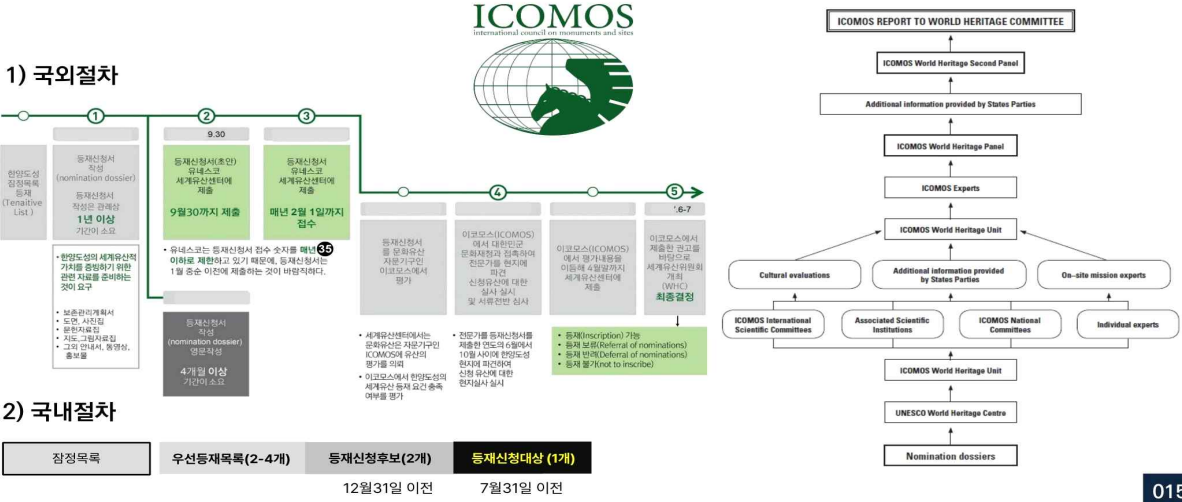 ICOMOS
international council on monuments and sites
1) 국외절차
한양도성
잠정목록
등재
(Tenaitive
List )
①
등재신청서
작성
(nomination dossier)
등재신청서
작성은 관례상
1년 이상
기간이 소요
• 한양도성의 세계유산적
가치를 증빙하기 위한
관련 자료를 준비하는
것이 요구
• 보존관리계획서
• 도면, 사진집
• 문헌자료집
• 지도,그림자료집
• 그외 안내서, 동영상,
홍보물
②
9.30
등재신청서(초안)
유네스코
세계유산센터에
제출
9월30까지 제출
③
등재신청서
유네스코
세계유산센터에
제출
매년 2월 1일까지
접수
• 유네스코는 등재신청서 접수 숫자를 매년 35
이하로 제한하고 있기 때문에, 등재신청서는
1월 중순 이전에 제출하는 것이 바람직하다.
등재신청서
작성
(nomination dossier)
영문작성
4개월 이상
기간이 소요
등재신청서
를 문화유산
자문기구인
이코모스에서
평가
• 세계유산센터에서는
문화유산은 자문기구인
ICOMOS에 유산의
평가를 의뢰
• 이코모스에서 한양도성의
세계유산 등재 요건 충족
여부를 평가
④
이코모스(ICOMOS)
에서 대한민군
문화재청과 접촉하여
전문가를 현지에
파견
신청유산에 대한
실사 실시
및 서류전반 심사
• 전문가를 등재신청서를
제출한 연도의 6월에서
10월 사이에 한양도성
현지에 파견하여
신청 유산에 대한
현지실사 실시
이코모스(ICOMOS)
에서 평가내용을
이듬해 4월말까지
세계유산센터에
제출
⑤
'.6-7
이코모스에서
제출한 권고를
바탕으로
세계유산위원회
개최
(WHC)
최종결정
• 등재(Inscription) 가능
• 등재 보류(Referral of nominations)
• 등재 반려(Deferral of nominations)
• 등재 불가(not to inscribe)
2) 국내절차
잠정목록
우선등재목록(2-4개)
등재신청후보(2개)
등재신청대상 (1개)
12월31일 이전
7월31일 이전
ICOMOS REPORT TO WORLD HERITAGE COMMITTEE
ICOMOS World Heritage Second Panel
Additional information provided by States Parties
ICOMOS World Heritage Panel
ICOMOS Experts
ICOMOS World Heritage Unit
Cultural evaluations
Additional information provided
by States Parties
On-site mission experts
ICOMOS International
Scientific Committees
Associated Scientific
Institutions
ICOMOS National
Committees
Individual experts
ICOMOS World Heritage Unit
UNESCO World Heritage Centre
Nomination dossiers
015